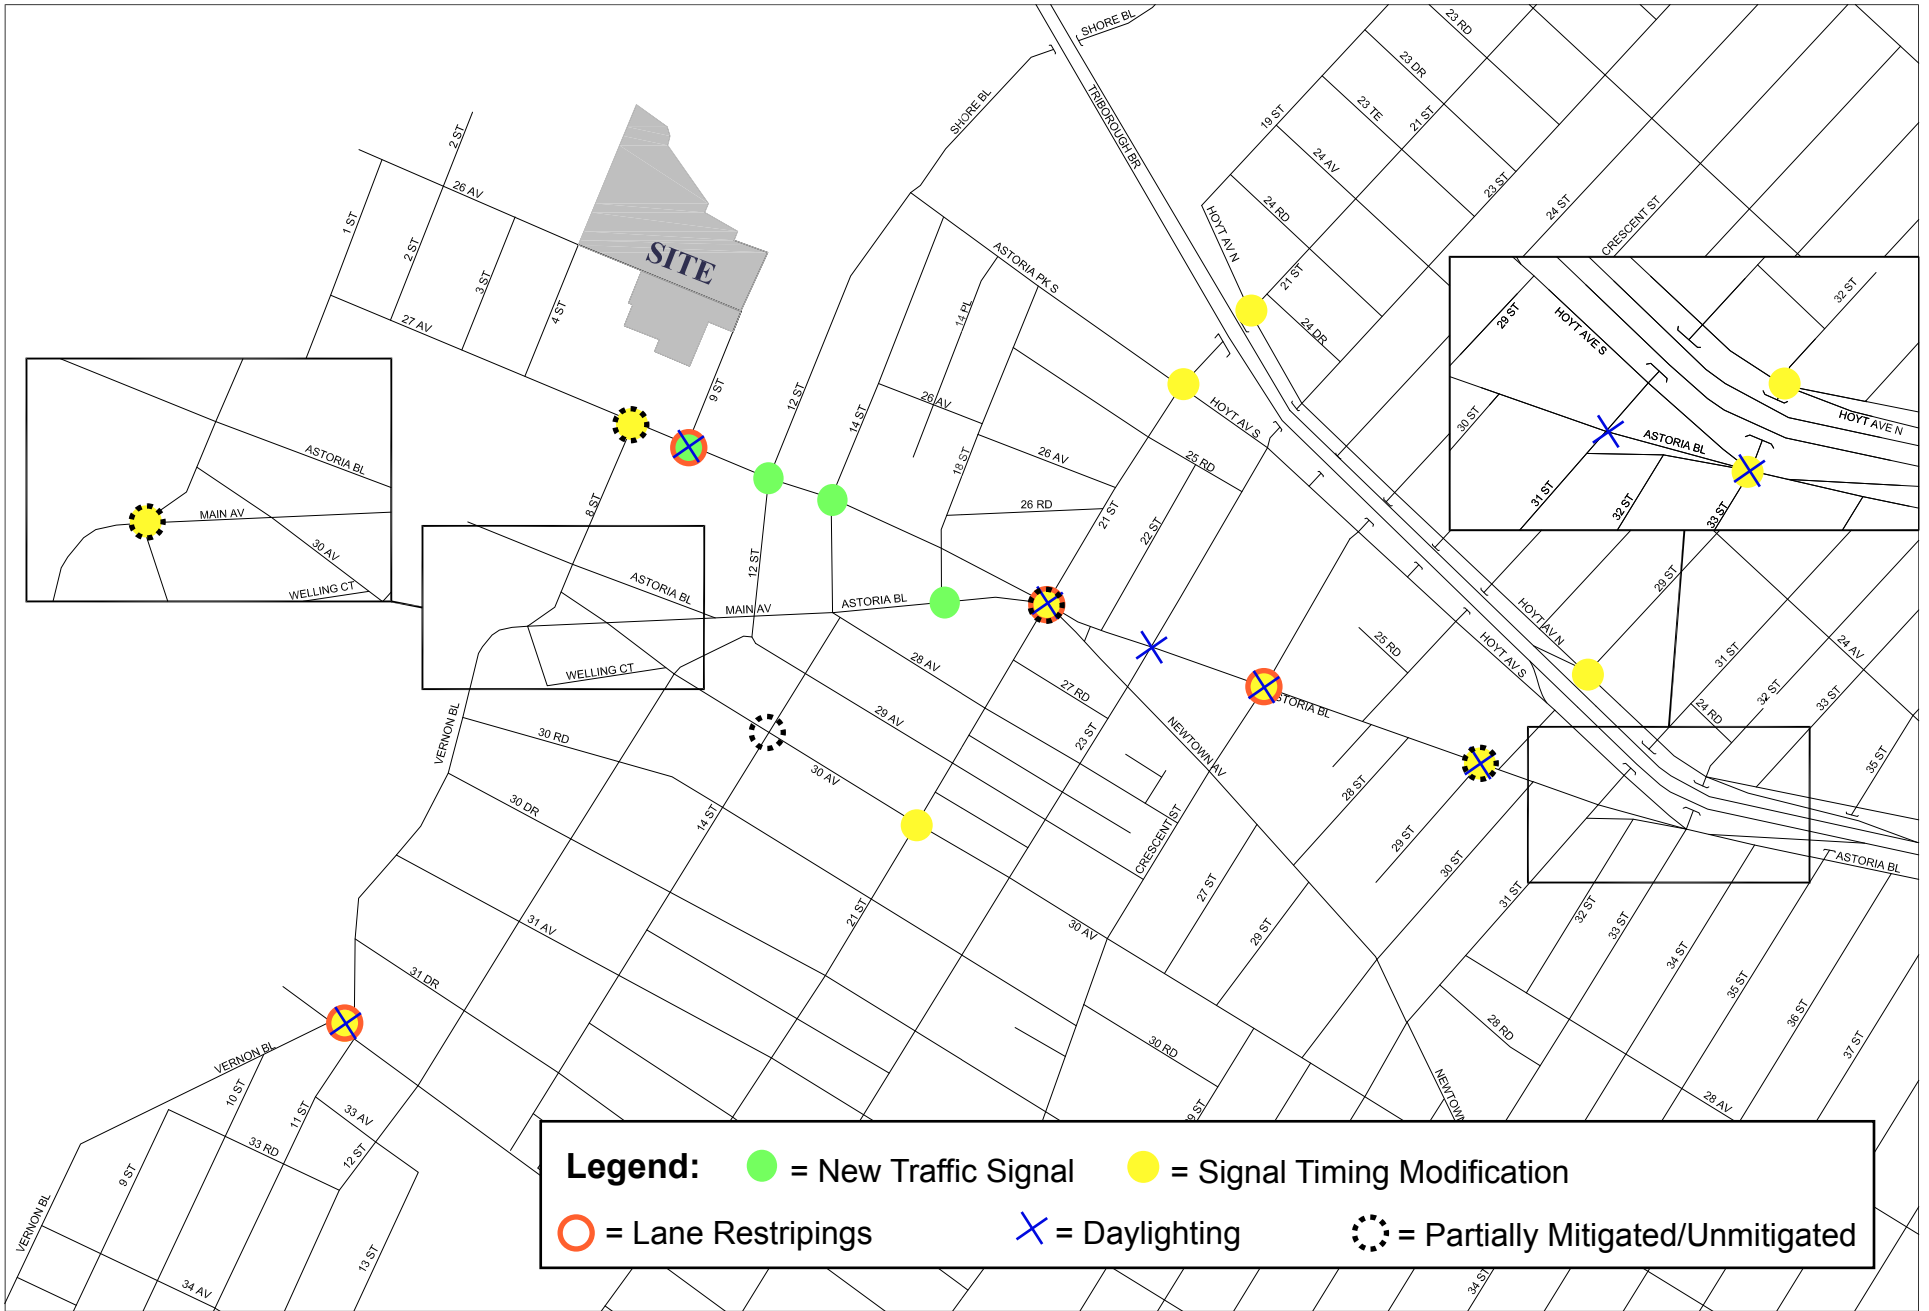 SHORE BL
23 RD
23 DR
TRIBOROUGH BR
SHORE BL
23 TE
21 ST
19 ST
2 ST
24 AV
26 AV
23 ST
24 ST
CRESCENT ST
1 ST
2 ST
3 ST
4 ST
SITE
ASTORIA PK S
HOYT AV N
24 RD
21 ST
24 DR
14 PL
27 AV
9 ST
12 ST
14 ST
26 AV
18 ST
26 AV
HOYT AV S
25 RD
26 RD
21 ST
22 ST
29 ST
HOYT AVE S
32 ST
HOYT AVE N
30 ST
ASTORIA BL
31 ST
32 ST
33 ST
ASTORIA BL
MAIN AV
30 AV
WELLING CT
8 ST
12 ST
ASTORIA BL
MAIN AV
ASTORIA BL
WELLING CT
28 AV
27 RD
29 AV
23 ST
NEWTOWN AV
STORIA BL
25 RD
HOYT AV S
HOYT AV N
29 ST
31 ST
24 AV
32 ST
33 ST
24 RD
35 ST
VERNON BL
30 RD
30 DR
14 ST
30 AV
21 ST
CRESCENT ST
28 ST
29 ST
30 ST
27 ST
29 ST
30 AV
31 ST
32 ST
33 ST
34 ST
35 ST
36 ST
37 ST
ASTORIA BL
31 AV
31 DR
30 RD
28 RD
28 AV
NEWTOWN
9 ST
VERNON BL
10 ST
11 ST
33 AV
33 RD
12 ST
9 ST
VERNON BL
13 ST
34 AV
34 ST
Legend:
= New Traffic Signal
= Signal Timing Modification
= Lane Restripings
= Daylighting
= Partially Mitigated/Unmitigated